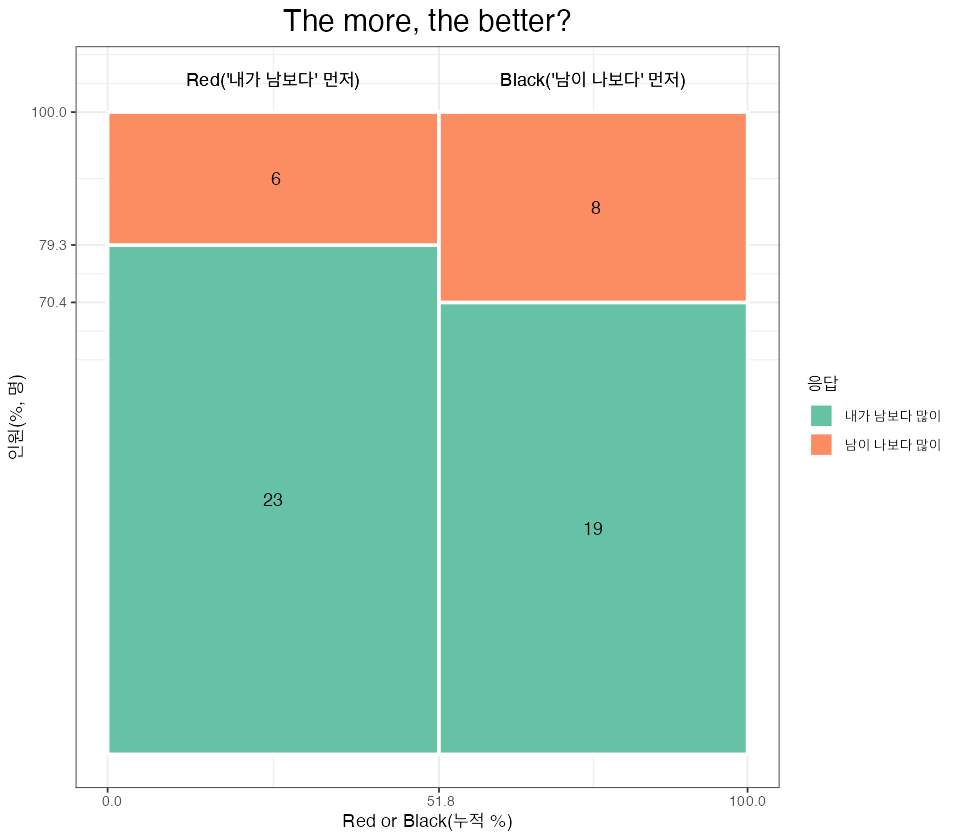 The more, the better?
Red('내가 남보다' 먼저)
Black('남이 나보다' 먼저)
100.0
79.3
70.4
6
8
23
19
인원(%, 명)
0.0
51.8
100.0
Red or Black(누적 %)
응답
내가 남보다 많이
남이 나보다 많이